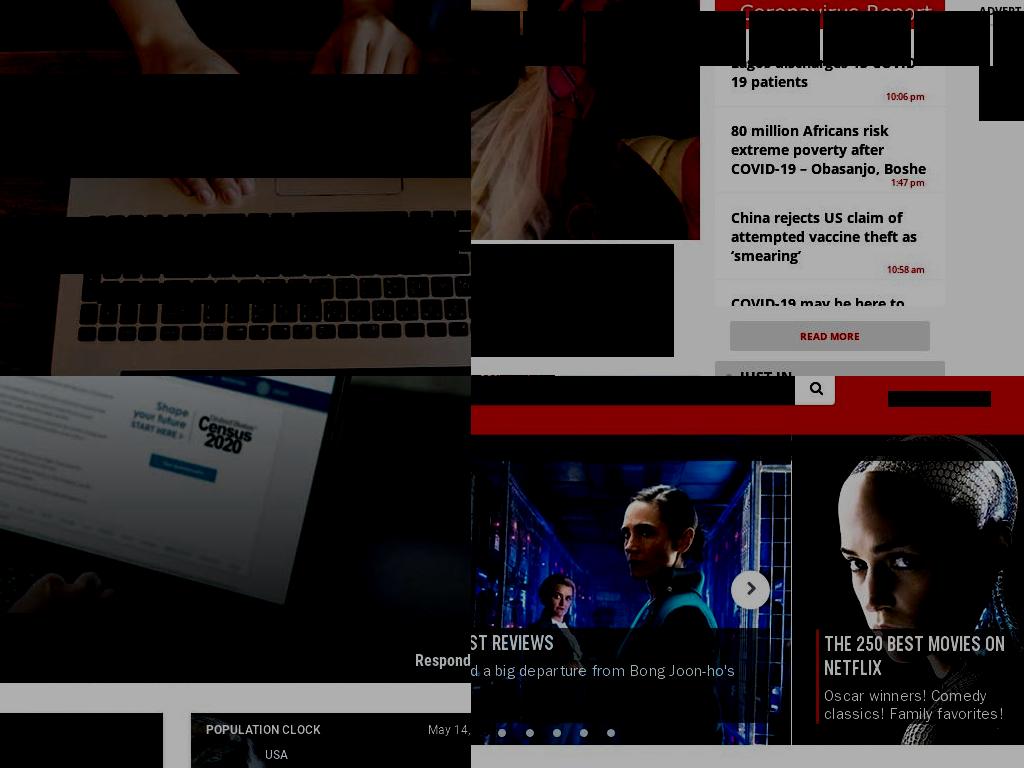 Coronavirus Report
ADVERT
Lagos discharges 15 COVID-
19 patients
10:06 pm
80 million Africans risk
extreme poverty after
COVID-19 – Obasanjo, Boshe
1:47 pm
China rejects US claim of
attempted vaccine theft as
‘smearing’
10:58 am
COVID-19 may be here to
READ MORE
JUST IN
Shape
your future
START HERE >
United States®
Census
2020
Respond
POPULATION CLOCK
May 14,
USA
ST REVIEWS
d a big departure from Bong Joon-ho's
THE 250 BEST MOVIES ON
NETFLIX
Oscar winners! Comedy
classics! Family favorites!